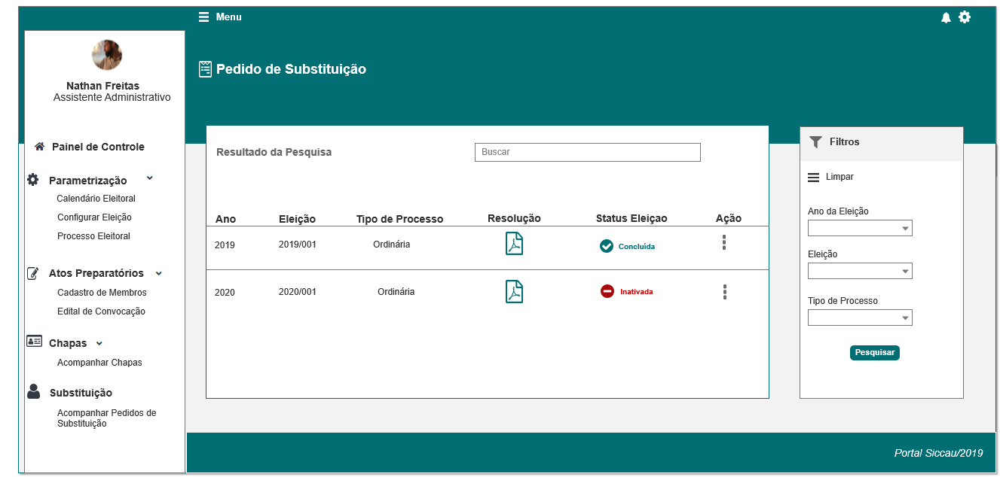 Menu
Nathan Freitas
Assistente Administrativo
Painel de Controle
Parametrização
Calendário Eleitoral
Configurar Eleição
Processo Eleitoral
Atos Preparatórios
Cadastro de Membros
Edital de Convocação
Chapas
Acompanhar Chapas
Substituição
Acompanhar Pedidos de
Substituição
Pedido de Substituição
Resultado da Pesquisa
Buscar
Ano Eleição Tipo de Processo Resolução Status Eleiçao Ação
2019 2019/001 Ordinária Concluída
2020 2020/001 Ordinária Inativada
Filtros
Limpar
Ano da Eleição
Eleição
Tipo de Processo
Pesquisar
Portal Siccau/2019